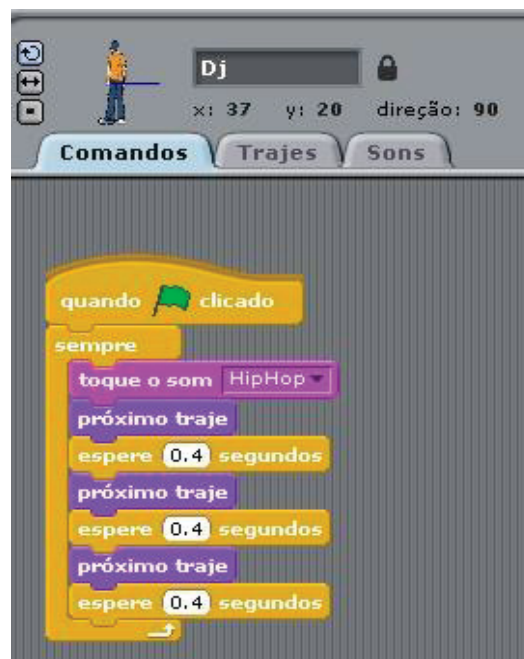 Dj
x: 37 y: 20 direção: 90
Comandos Trajes Sons
quando clicado
sempre
toque o som HipHop
próximo traje
espere 0.4 segundos
próximo traje
espere 0.4 segundos
próximo traje
espere 0.4 segundos